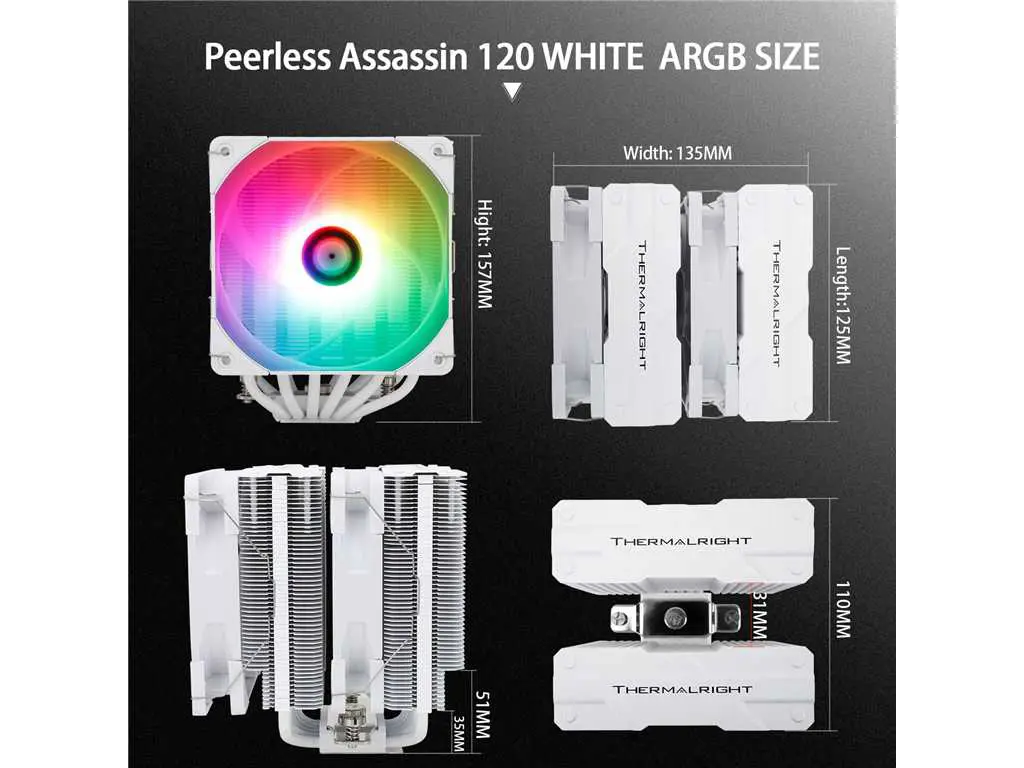 Peerless Assassin 120 WHITE ARGB SIZE
Hight: 157MM
Width: 135MM
THERMALRIGHT
THERMALRIGHT
Length:125MM
51MM
35MM
THERMALRIGHT
31MM
110MM
THERMALRIGHT